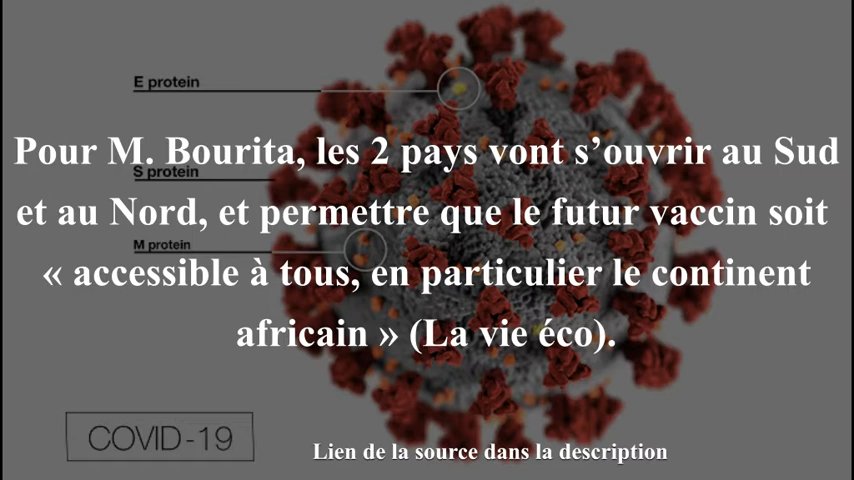 E protein
Pour M. Bourita, les 2 pays vont s’ouvrir au Sud
S protein
et au Nord, et permettre que le futur vaccin soit
M protein
« accessible à tous, en particulier le continent
africain » (La vie éco).
COVID-19
Lien de la source dans la description